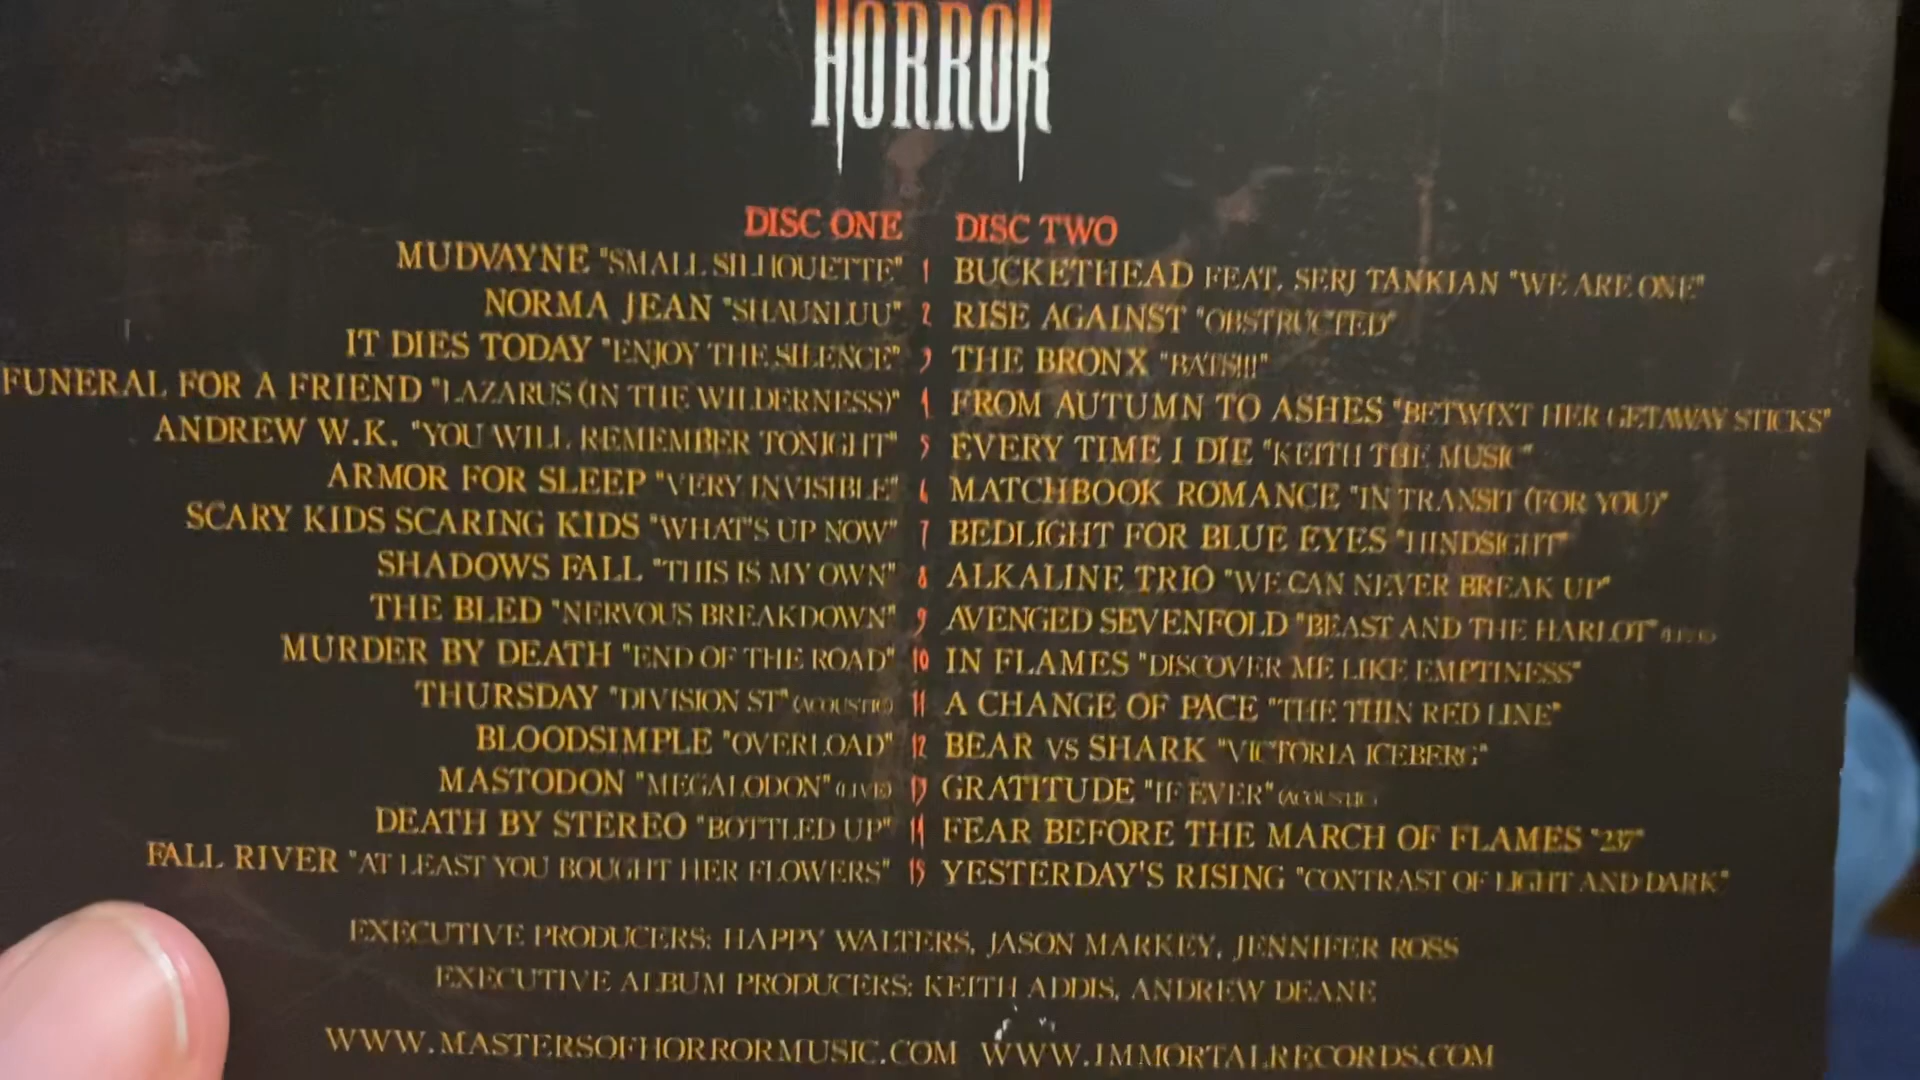 HORROR
DISC ONE
MUDVAYNE "SMALL SILHOUETTE" 1
NORMA JEAN "SHAUNLUU" 2
IT DIES TODAY "ENJOY THE SILENCE" 3
FUNERAL FOR A FRIEND "LAZARUS (IN THE WILDERNESS)" 4
ANDREW W.K. "YOU WILL REMEMBER TONIGHT" 5
ARMOR FOR SLEEP "VERY INVISIBLE" 6
SCARY KIDS SCARING KIDS "WHAT'S UP NOW" 7
SHADOWS FALL "THIS IS MY OWN" 8
THE BLED "NERVOUS BREAKDOWN" 9
MURDER BY DEATH "END OF THE ROAD" 10
THURSDAY "DIVISION ST" (ACOUSTIC) 11
BLOODSIMPLE "OVERLOAD" 12
MASTODON "MEGALODON" (LIVE) 13
DEATH BY STEREO "BOTTLED UP" 14
FALL RIVER "AT LEAST YOU BOUGHT HER FLOWERS" 15
DISC TWO
BUCKETHEAD FEAT. SERJ TANKIAN "WE ARE ONE"
RISE AGAINST "OBSTRUCTED"
THE BRONX "BATS!!!"
FROM AUTUMN TO ASHES "BETWIXT HER GETAWAY STICKS"
EVERY TIME I DIE "KEITH THE MUSIC"
MATCHBOOK ROMANCE "IN TRANSIT (FOR YOU)"
BEDLIGHT FOR BLUE EYES "HINDSIGHT"
ALKALINE TRIO "WE CAN NEVER BREAK UP"
AVENGED SEVENFOLD "BEAST AND THE HARLOT"
IN FLAMES "DISCOVER ME LIKE EMPTINESS"
A CHANGE OF PACE "THE THIN RED LINE"
BEAR VS SHARK "VICTORIA ICEBERG"
GRATITUDE "IF EVER" (ACOUSTIC)
FEAR BEFORE THE MARCH OF FLAMES "237"
YESTERDAY'S RISING "CONTRAST OF LIGHT AND DARK"
EXECUTIVE PRODUCERS: HAPPY WALTERS, JASON MARKEY, JENNIFER ROSS
EXECUTIVE ALBUM PRODUCERS: KEITH ADDIS, ANDREW DEANE
WWW.MASTERSOFHORRORMUSIC.COM WWW.IMMORTALRECORDS.COM